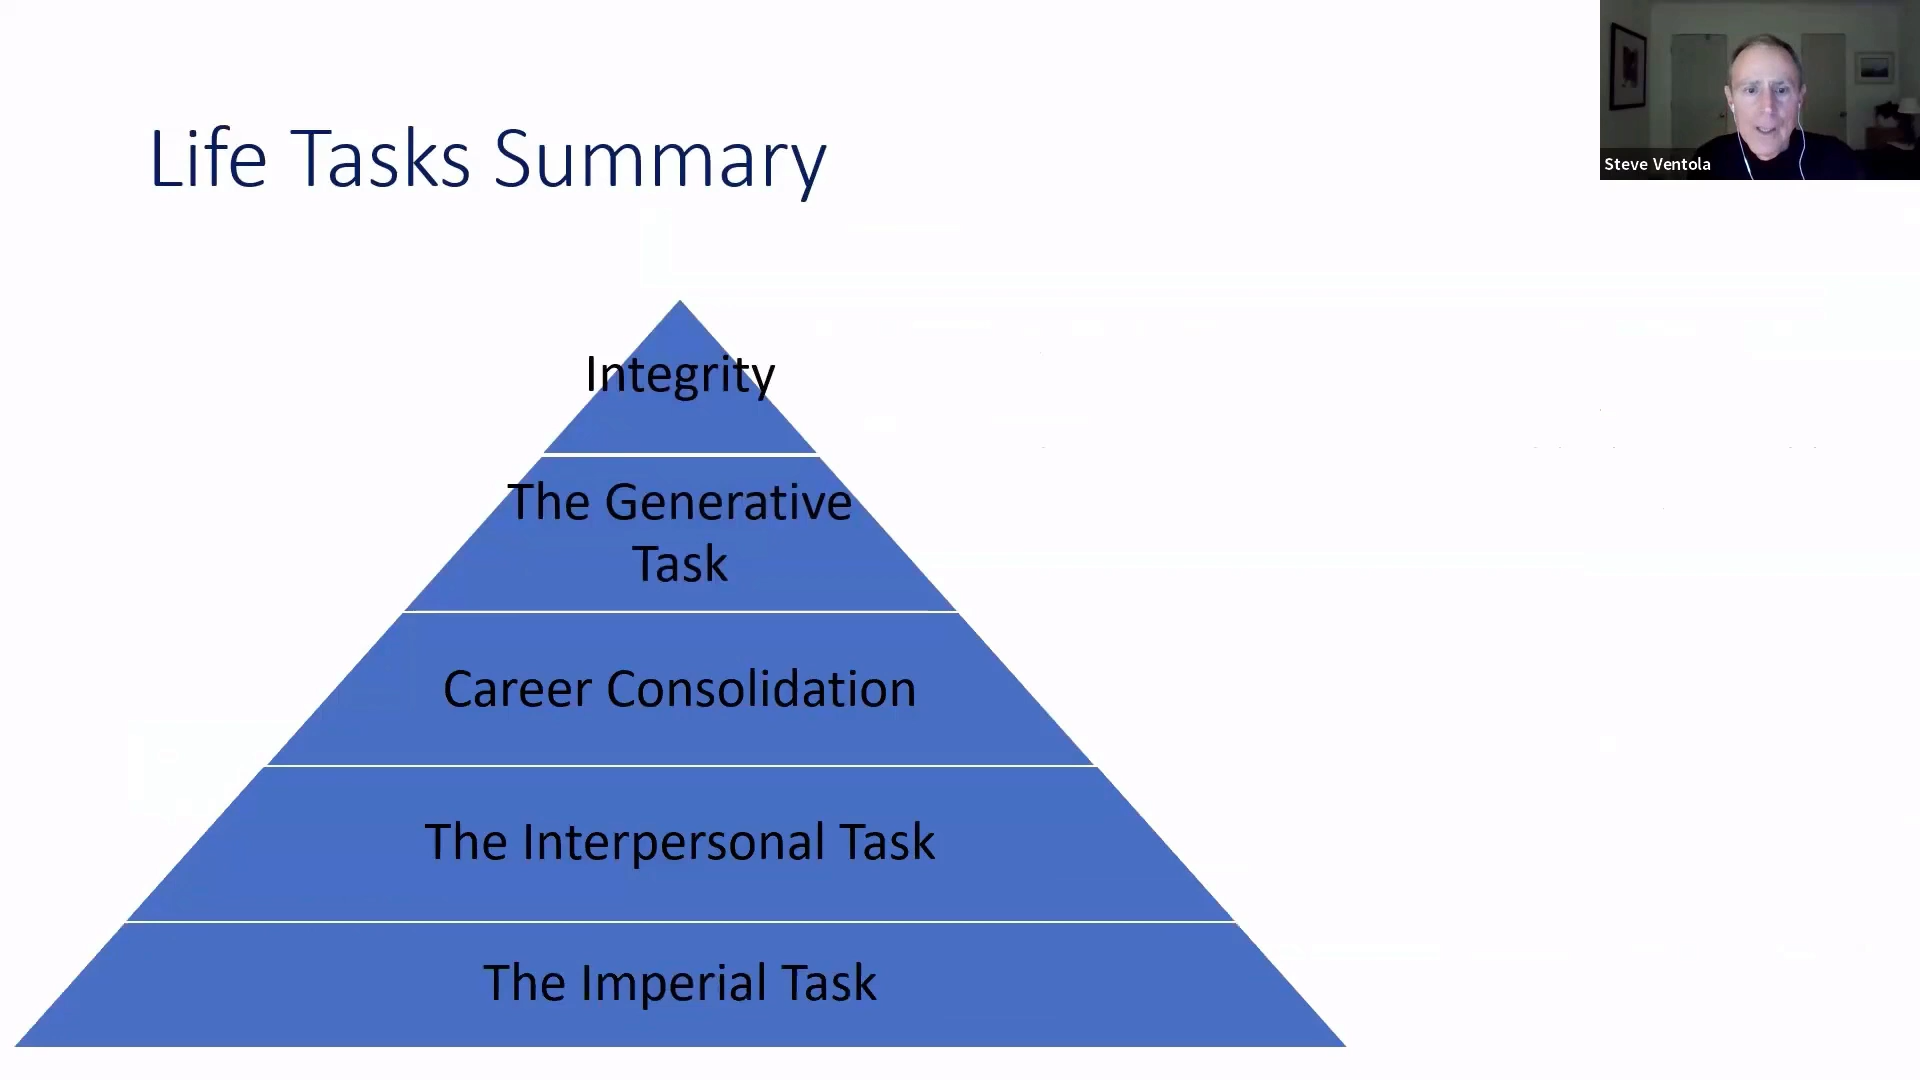 Life Tasks Summary
Steve Ventola
Integrity
The Generative
Task
Career Consolidation
The Interpersonal Task
The Imperial Task